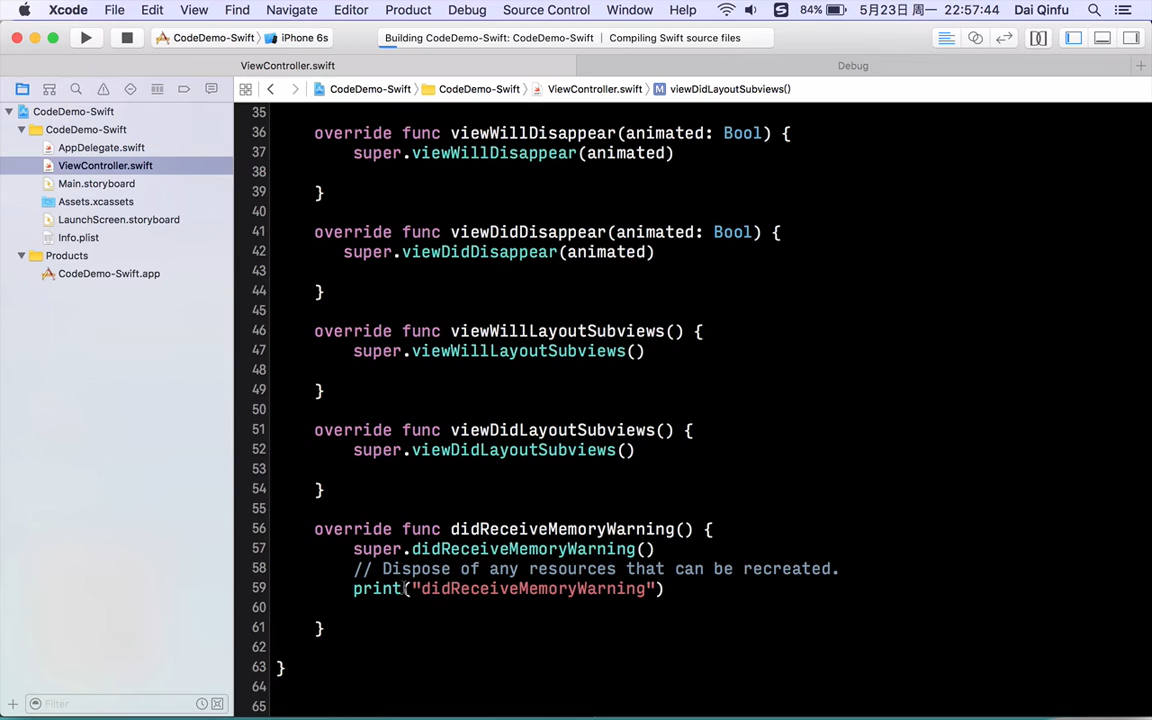 Xcode File Edit View Find Navigate Editor Product Debug Source Control Window Help 84% 5月23日 周一 22:57:44 Dai Qinfu
CodeDemo-Swift iPhone 6s Building CodeDemo-Swift: CodeDemo-Swift Compiling Swift source files
ViewController.swift Debug
CodeDemo-Swift CodeDemo-Swift ViewController.swift M viewDidLayoutSubviews()
CodeDemo-Swift
CodeDemo-Swift
AppDelegate.swift
ViewController.swift
Main.storyboard
Assets.xcassets
LaunchScreen.storyboard
Info.plist
Products
CodeDemo-Swift.app
Filter
35
36 override func viewWillDisappear(animated: Bool) {
37 super.viewWillDisappear(animated)
38
39 }
40
41 override func viewDidDisappear(animated: Bool) {
42 super.viewDidDisappear(animated)
43
44 }
45
46 override func viewWillLayoutSubviews() {
47 super.viewWillLayoutSubviews()
48
49 }
50
51 override func viewDidLayoutSubviews() {
52 super.viewDidLayoutSubviews()
53
54 }
55
56 override func didReceiveMemoryWarning() {
57 super.didReceiveMemoryWarning()
58 // Dispose of any resources that can be recreated.
59 print("didReceiveMemoryWarning")
60
61 }
62
63 }
64
65